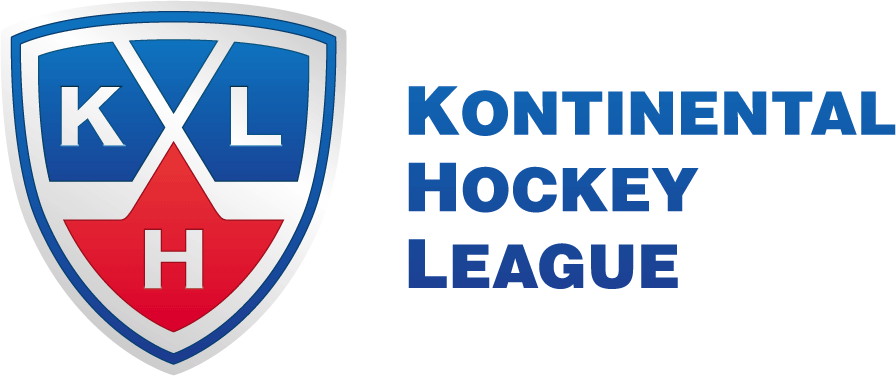 K L
H
KONTINENTAL
HOCKEY
LEAGUE